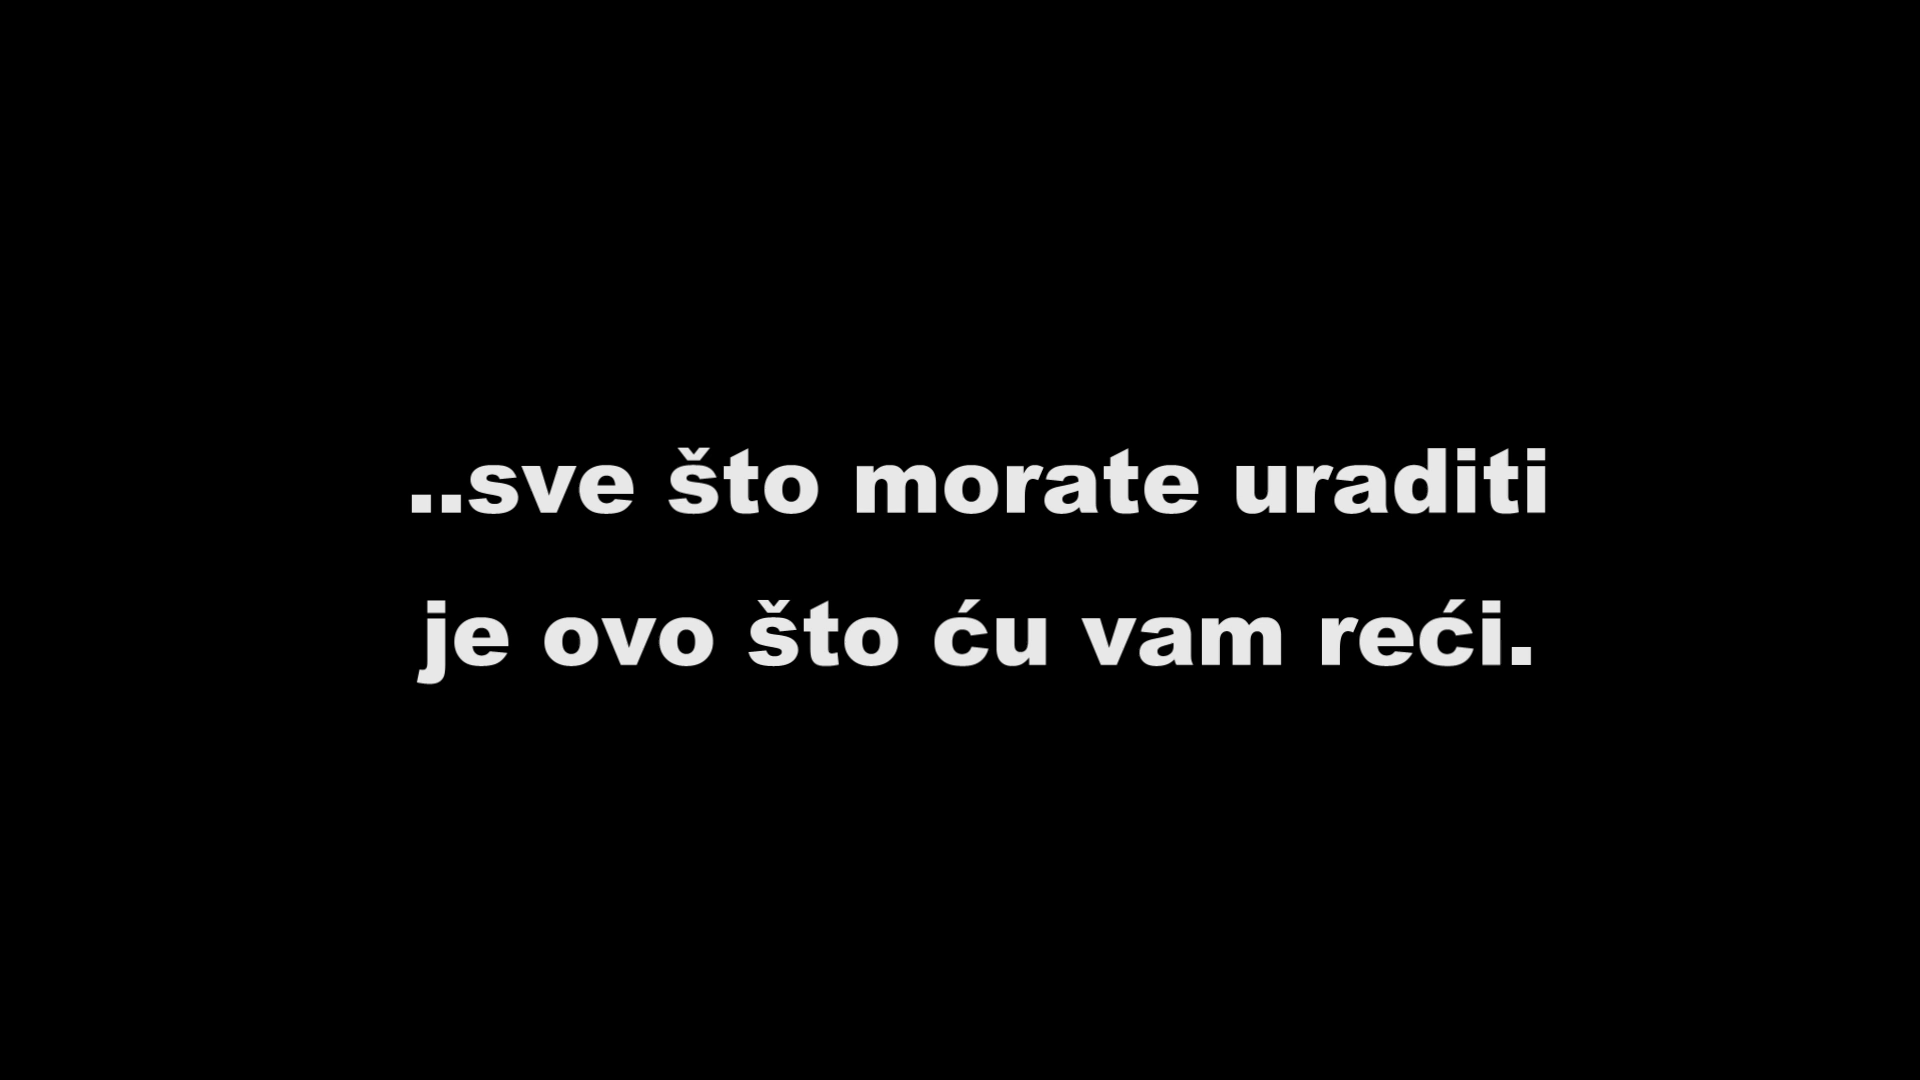 ..sve što morate uraditi
je ovo što ću vam reći.